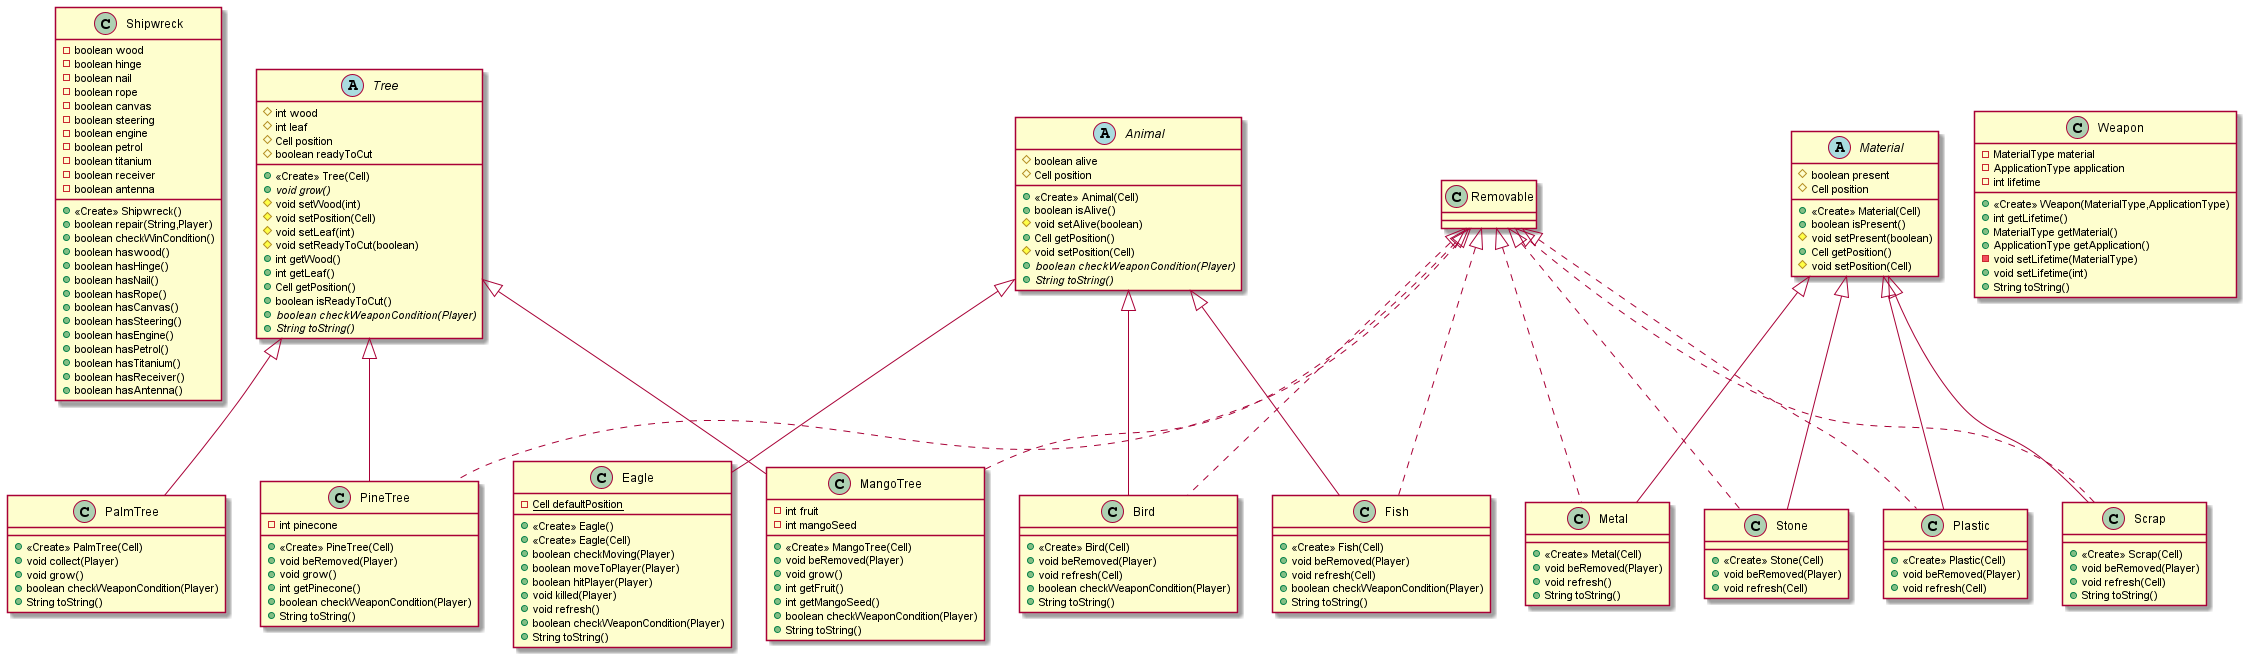 C Shipwreck
boolean wood
boolean hinge
boolean nail
boolean rope
boolean canvas
boolean steering
boolean engine
boolean petrol
boolean titanium
boolean receiver
boolean antenna
«Create» Shipwreck()
boolean repair(String,Player)
boolean checkWinCondition()
boolean haswood()
boolean hasHinge()
boolean hasNail()
boolean hasRope()
boolean hasCanvas()
boolean hasSteering()
boolean hasEngine()
boolean hasPetrol()
boolean hasTitanium()
boolean hasReceiver()
boolean hasAntenna()
A Tree
int wood
int leaf
Cell position
boolean readyToCut
«Create» Tree(Cell)
void grow()
void setWood(int)
void setPosition(Cell)
void setLeaf(int)
void setReadyToCut(boolean)
int getWood()
int getLeaf()
Cell getPosition()
boolean isReadyToCut()
boolean checkWeaponCondition(Player)
String toString()
A Animal
boolean alive
Cell position
«Create» Animal(Cell)
boolean isAlive()
void setAlive(boolean)
Cell getPosition()
void setPosition(Cell)
boolean checkWeaponCondition(Player)
String toString()
C Removable
A Material
boolean present
Cell position
«Create» Material(Cell)
boolean isPresent()
void setPresent(boolean)
Cell getPosition()
void setPosition(Cell)
C Weapon
MaterialType material
ApplicationType application
int lifetime
«Create» Weapon(MaterialType,ApplicationType)
int getLifetime()
MaterialType getMaterial()
ApplicationType getApplication()
void setLifetime(MaterialType)
void setLifetime(int)
String toString()
C PalmTree
«Create» PalmTree(Cell)
void collect(Player)
void grow()
boolean checkWeaponCondition(Player)
String toString()
C PineTree
int pinecone
«Create» PineTree(Cell)
void beRemoved(Player)
void grow()
int getPinecone()
boolean checkWeaponCondition(Player)
String toString()
C Eagle
Cell defaultPosition
«Create» Eagle()
«Create» Eagle(Cell)
boolean checkMoving(Player)
boolean moveToPlayer(Player)
boolean hitPlayer(Player)
void killed(Player)
void refresh()
boolean checkWeaponCondition(Player)
String toString()
C MangoTree
int fruit
int mangoSeed
«Create» MangoTree(Cell)
void beRemoved(Player)
void grow()
int getFruit()
int getMangoSeed()
boolean checkWeaponCondition(Player)
String toString()
C Bird
«Create» Bird(Cell)
void beRemoved(Player)
void refresh(Cell)
boolean checkWeaponCondition(Player)
String toString()
C Fish
«Create» Fish(Cell)
void beRemoved(Player)
void refresh(Cell)
boolean checkWeaponCondition(Player)
String toString()
C Metal
«Create» Metal(Cell)
void beRemoved(Player)
void refresh()
String toString()
C Stone
«Create» Stone(Cell)
void beRemoved(Player)
void refresh(Cell)
C Plastic
«Create» Plastic(Cell)
void beRemoved(Player)
void refresh(Cell)
C Scrap
«Create» Scrap(Cell)
void beRemoved(Player)
void refresh(Cell)
String toString()